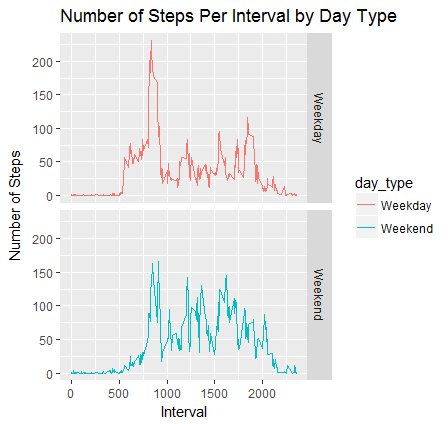 Number of Steps Per Interval by Day Type
Number of Steps
200
150
100
50
0
Weekday
200
150
100
50
0
Weekend
0
500
1000
1500
2000
Interval
day_type
Weekday
Weekend